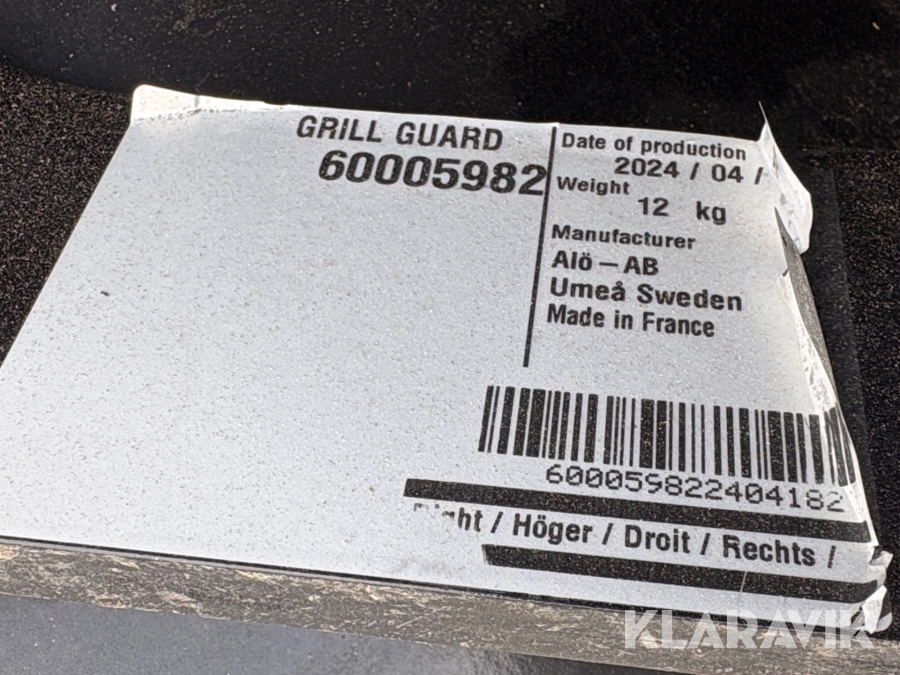 GRILL GUARD
60005982
Date of production
2024 / 04 /
Weight
12 kg
Manufacturer
Alö-AB
Umeå Sweden
Made in France
600059822404182
Right / Höger / Droit / Rechts /
KLARAVIK